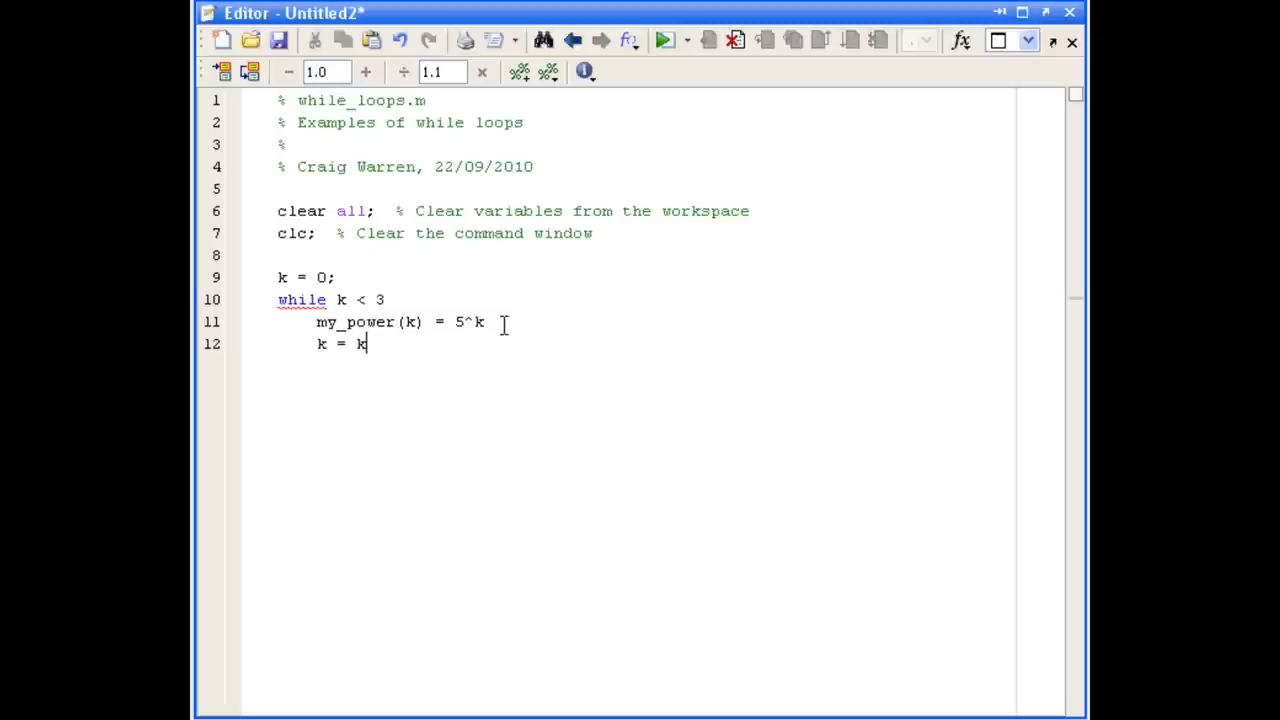 Editor - Untitled2*
1.0
1.1
1 % while_loops.m
2 % Examples of while loops
3 %
4 % Craig Warren, 22/09/2010
5
6 clear all; % Clear variables from the workspace
7 clc; % Clear the command window
8
9 k = 0;
10 while k < 3
11 my_power(k) = 5^k
12 k = k